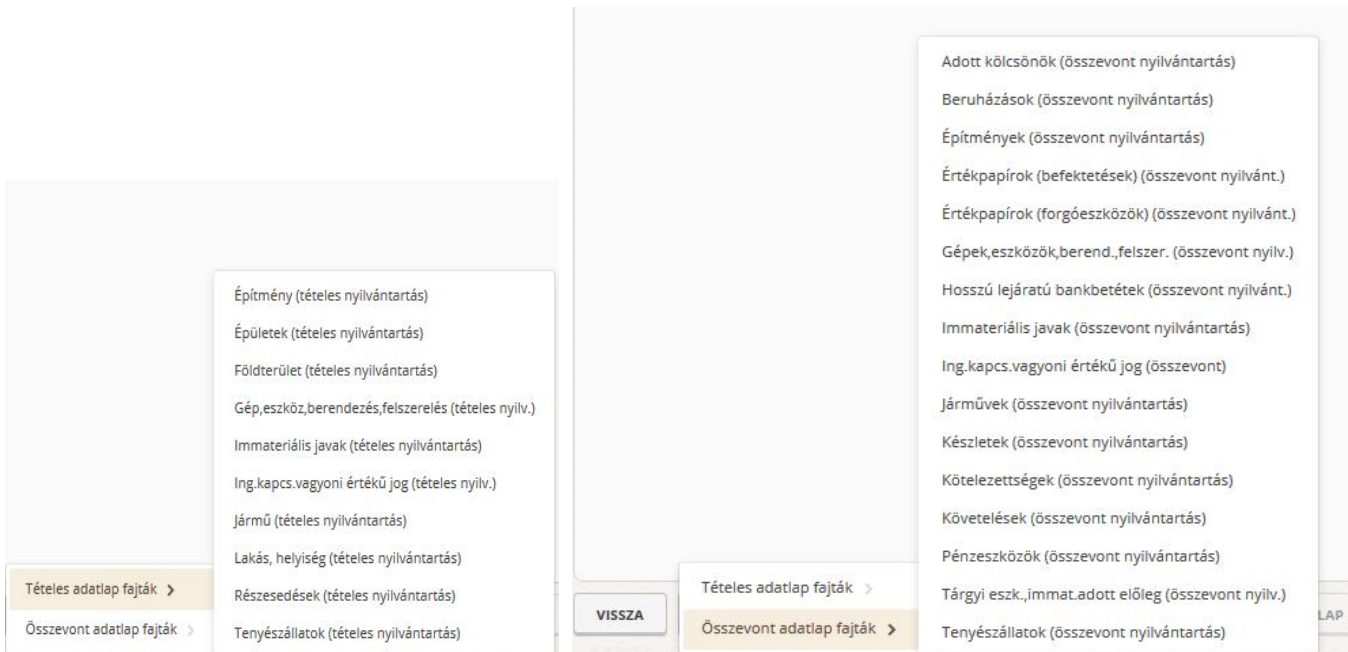 Építmény (tételes nyilvántartás)
Épületek (tételes nyilvántartás)
Földterület (tételes nyilvántartás)
Gép,eszköz,berendezés,felszerelés (tételes nyilv.)
Immateriális javak (tételes nyilvántartás)
Ing.kapcs.vagyoni értékű jog (tételes nyilv.)
Jármű (tételes nyilvántartás)
Lakás, helyiség (tételes nyilvántartás)
Részesedések (tételes nyilvántartás)
Tenyészállatok (tételes nyilvántartás)
Tételes adatlap fajták
Összevont adatlap fajták
Adott kölcsönök (összevont nyilvántartás)
Beruházások (összevont nyilvántartás)
Építmények (összevont nyilvántartás)
Értékpapírok (befektetések) (összevont nyilvánt.)
Értékpapírok (forgóeszközök) (összevont nyilvánt.)
Gépek,eszközök,berend.,felszer. (összevont nyilv.)
Hosszú lejáratú bankbetétek (összevont nyilvánt.)
Immateriális javak (összevont nyilvántartás)
Ing.kapcs.vagyoni értékű jog (összevont)
Járművek (összevont nyilvántartás)
Készletek (összevont nyilvántartás)
Kötelezettségek (összevont nyilvántartás)
Követelések (összevont nyilvántartás)
Pénzeszközök (összevont nyilvántartás)
Tárgyi eszk.,immat.adott előleg (összevont nyilv.)
Tenyészállatok (összevont nyilvántartás)
Tételes adatlap fajták
Összevont adatlap fajták
VISSZA
LAP